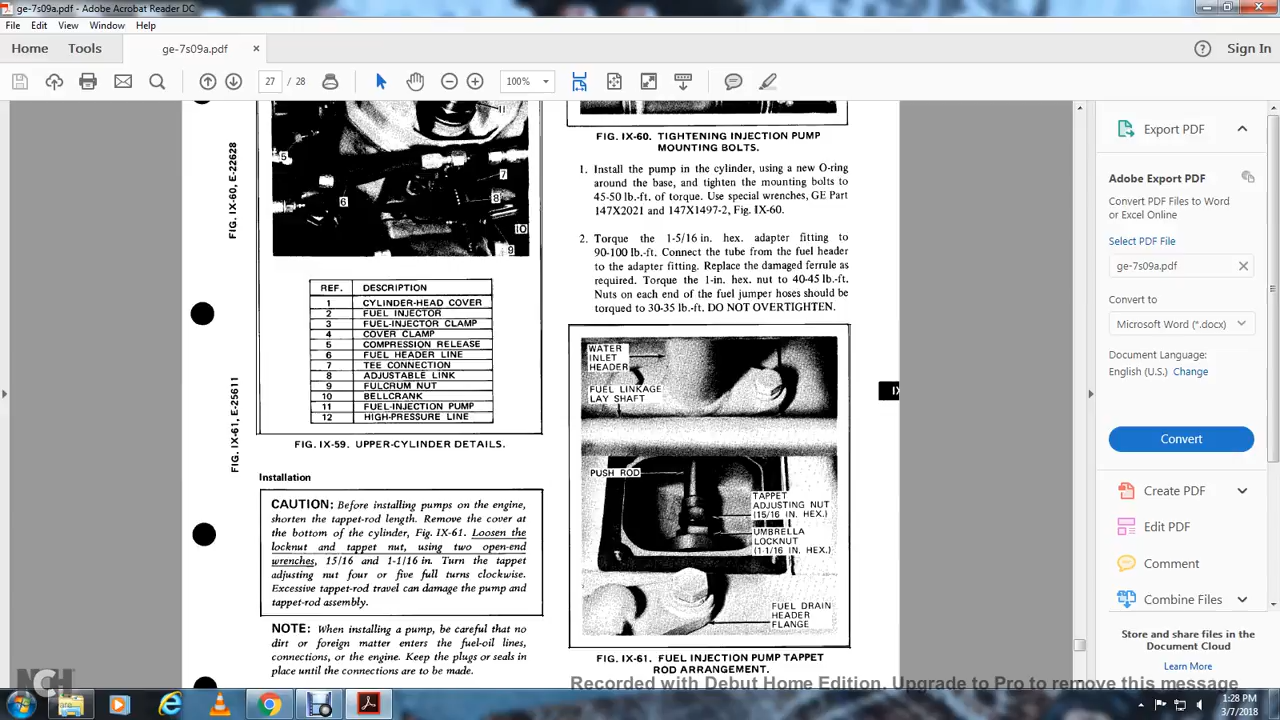 ge-7s09a.pdf - Adobe Acrobat Reader DC
File Edit View Window Help
Home Tools ge-7s09a.pdf × Sign In
27 / 28 100%
FIG. IX-60, E-22628
FIG. IX-61, E-25611
11
5
6
7
8
10
9
REF. DESCRIPTION
1 CYLINDER-HEAD COVER
2 FUEL INJECTOR
3 FUEL-INJECTOR CLAMP
4 COVER CLAMP
5 COMPRESSION RELEASE
6 FUEL HEADER LINE
7 TEE CONNECTION
8 ADJUSTABLE LINK
9 FULCRUM NUT
10 BELLCRANK
11 FUEL-INJECTION PUMP
12 HIGH-PRESSURE LINE
FIG. IX-59. UPPER-CYLINDER DETAILS.
Installation
CAUTION: Before installing pumps on the engine,
shorten the tappet-rod length. Remove the cover at
the bottom of the cylinder, Fig. IX-61. Loosen the
locknut and tappet nut, using two open-end
wrenches, 15/16 and 1-1/16 in. Turn the tappet
adjusting nut four or five full turns clockwise.
Excessive tappet-rod travel can damage the pump and
tappet-rod assembly.
NOTE: When installing a pump, be careful that no
dirt or foreign matter enters the fuel-oil lines,
connections, or the engine. Keep the plugs or seals in
place until the connections are to be made.
FIG. IX-60. TIGHTENING INJECTION PUMP
MOUNTING BOLTS.
1. Install the pump in the cylinder, using a new O-ring
around the base, and tighten the mounting bolts to
45-50 lb.-ft. of torque. Use special wrenches, GE Part
147X2021 and 147X1497-2, Fig. IX-60.
2. Torque the 1-5/16 in. hex. adapter fitting to
90-100 lb.-ft. Connect the tube from the fuel header
to the adapter fitting. Replace the damaged ferrule as
required. Torque the 1-in. hex. nut to 40-45 lb.-ft.
Nuts on each end of the fuel jumper hoses should be
torqued to 30-35 lb.-ft. DO NOT OVERTIGHTEN.
WATER
INLET
HEADER
FUEL LINKAGE
LAY SHAFT
PUSH ROD
TAPPET
ADJUSTING NUT
(15/16 IN. HEX.)
UMBRELLA
LOCKNUT
(1-1/16 IN. HEX.)
FUEL DRAIN
HEADER
FLANGE
FIG. IX-61. FUEL INJECTION PUMP TAPPET
ROD ARRANGEMENT.
Export PDF
Adobe Export PDF
Convert PDF Files to Word
or Excel Online
Select PDF File
ge-7s09a.pdf
Convert to
Microsoft Word (*.docx)
Document Language:
English (U.S.) Change
Convert
Create PDF
Edit PDF
Comment
Combine Files
Store and share files in the
Document Cloud
Learn More
Recorded with Debut Home Edition. Upgrade to Pro to remove this message
NCH
1:28 PM
3/7/2018